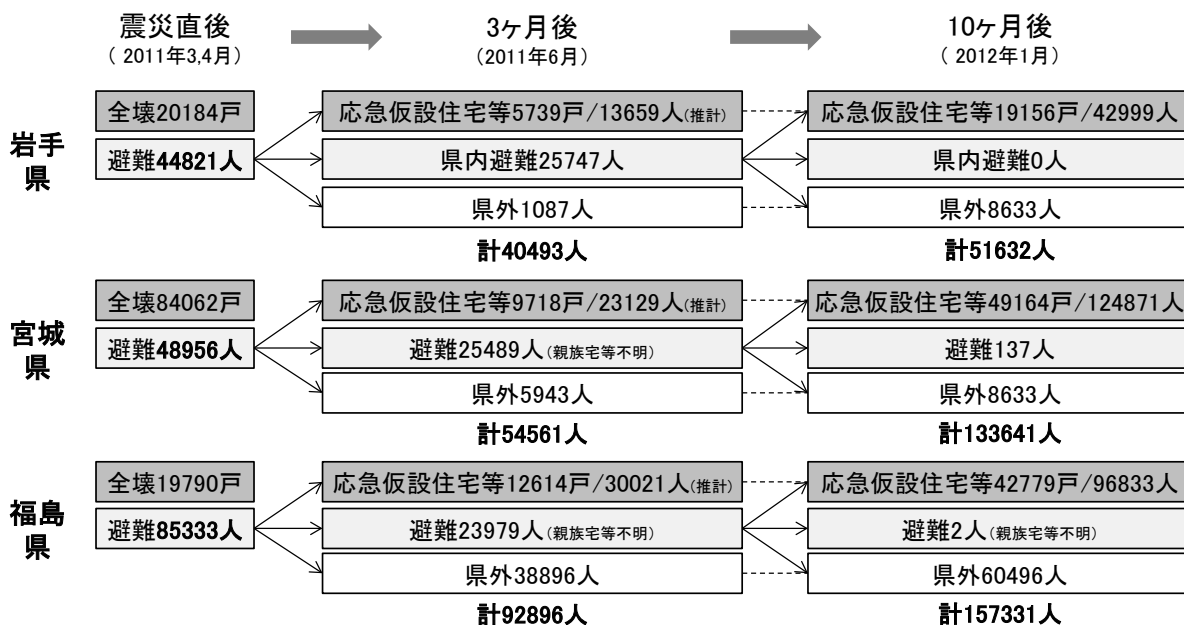 震災直後
( 2011年3,4月)
3ヶ月後
(2011年6月)
10ヶ月後
( 2012年1月)
岩手県
全壊20184戸
避難44821人
応急仮設住宅等5739戸/13659人(推計)
県内避難25747人
県外1087人
計40493人
応急仮設住宅等19156戸/42999人
県内避難0人
県外8633人
計51632人
宮城県
全壊84062戸
避難48956人
応急仮設住宅等9718戸/23129人(推計)
避難25489人(親族宅等不明)
県外5943人
計54561人
応急仮設住宅等49164戸/124871人
避難137人
県外8633人
計133641人
福島県
全壊19790戸
避難85333人
応急仮設住宅等12614戸/30021人(推計)
避難23979人(親族宅等不明)
県外38896人
計92896人
応急仮設住宅等42779戸/96833人
避難2人(親族宅等不明)
県外60496人
計157331人